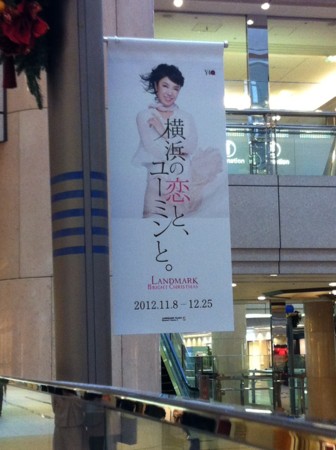 横浜の恋と、
ユーミンと。
LANDMARK
BRIGHT CHRISTMAS
2012.11.8 – 12.25